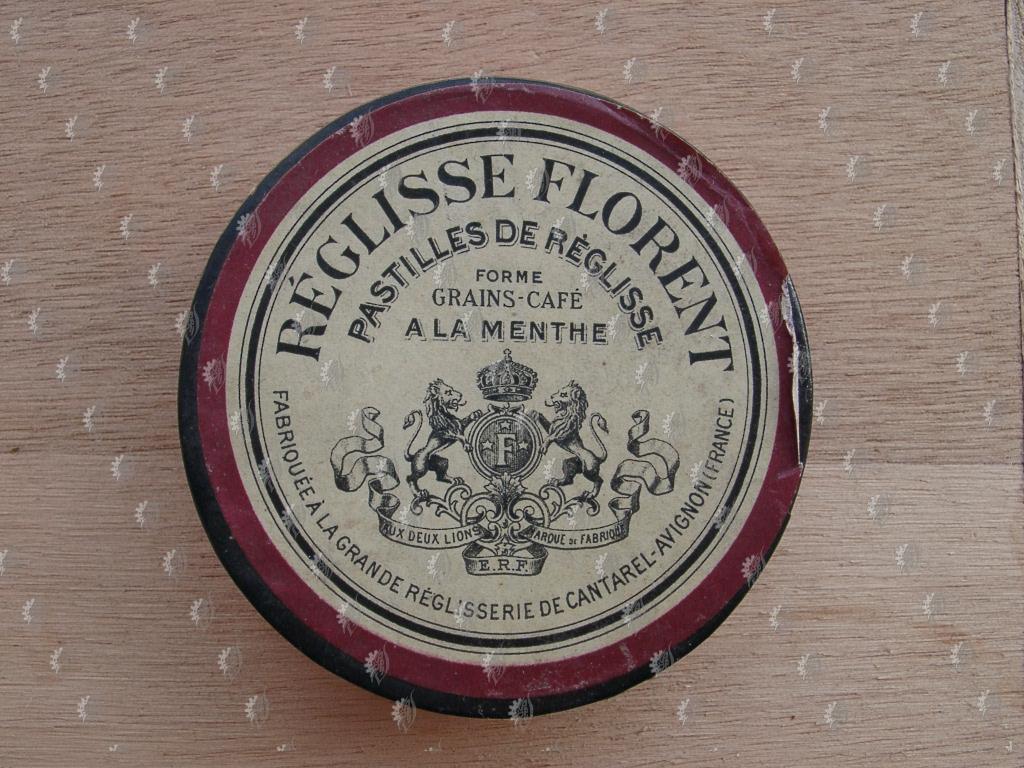 RÉGLISSE FLORENT
PASTILLES DE RÉGLISSE
FORME
GRAINS-CAFÉ
A LA MENTHE
F
AUX DEUX LIONS
MARQUE DE FABRIQUE
E.R.F.
FABRIQUÉE A LA GRANDE RÉGLISSERIE DE CANTAREL-AVIGNON (FRANCE)